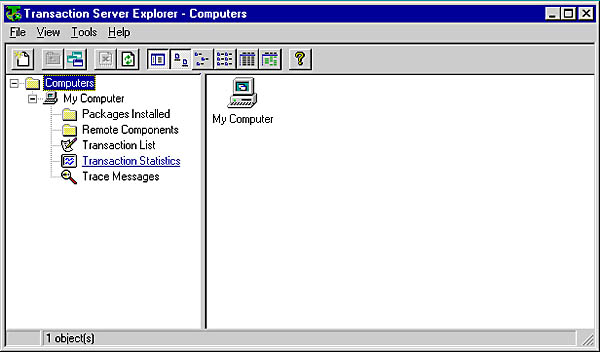 Transaction Server Explorer - Computers
File View Tools Help
?
Computers
My Computer
Packages Installed
Remote Components
Transaction List
Transaction Statistics
Trace Messages
My Computer
1 object(s)